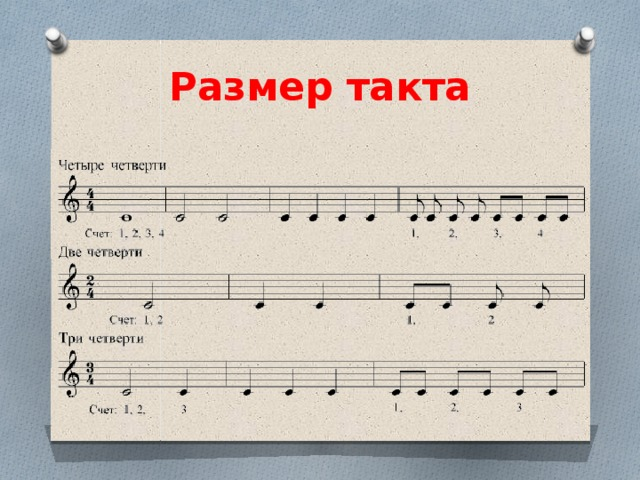 Размер такта
Четыре четверти
4
4
Счет: 1, 2, 3, 4 1, 2, 3, 4
Две четверти
2
4
Счет: 1, 2 1, 2
Три четверти
3
4
Счет: 1, 2, 3 1, 2, 3